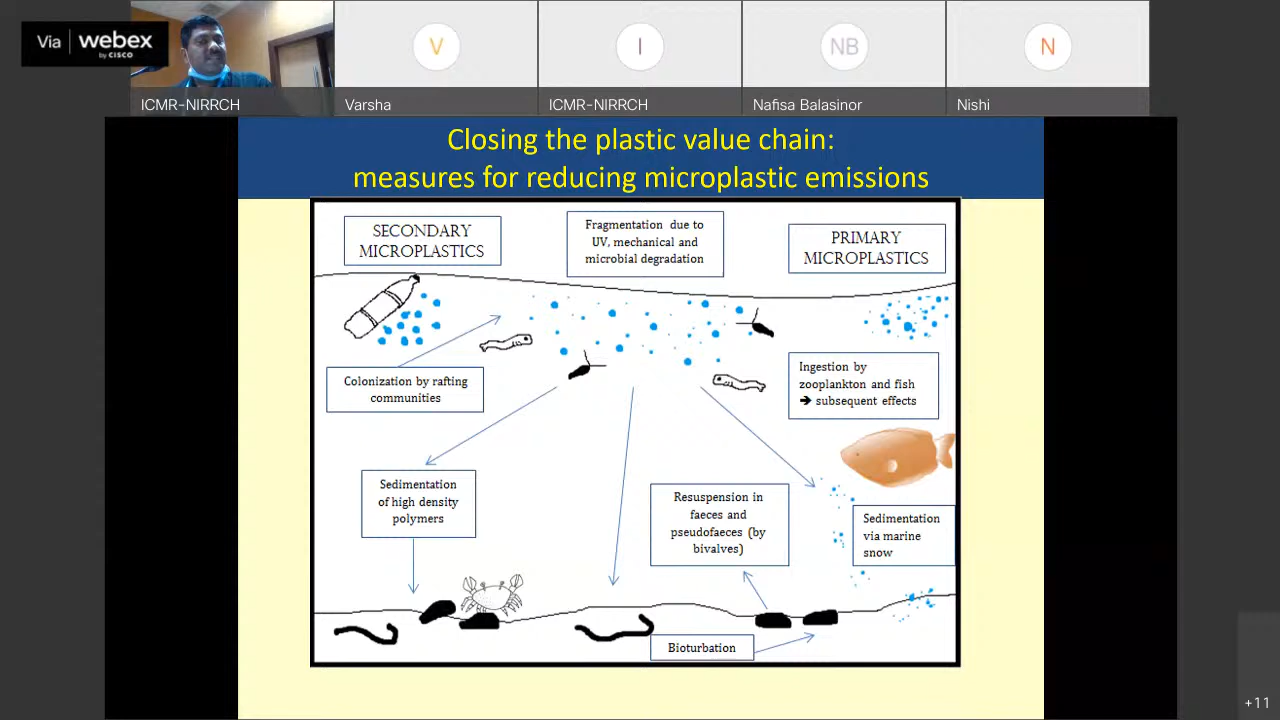 Via webex
by CISCO
V
I
NB
N
ICMR-NIRRCH
Varsha
ICMR-NIRRCH
Nafisa Balasinor
Nishi
Closing the plastic value chain:
measures for reducing microplastic emissions
SECONDARY
MICROPLASTICS
Fragmentation due to
UV, mechanical and
microbial degradation
PRIMARY
MICROPLASTICS
Colonization by rafting
communities
Ingestion by
zooplankton and fish
➔ subsequent effects
Sedimentation
of high density
polymers
Resuspension in
faeces and
pseudofaeces (by
bivalves)
Sedimentation
via marine
snow
Bioturbation
+11